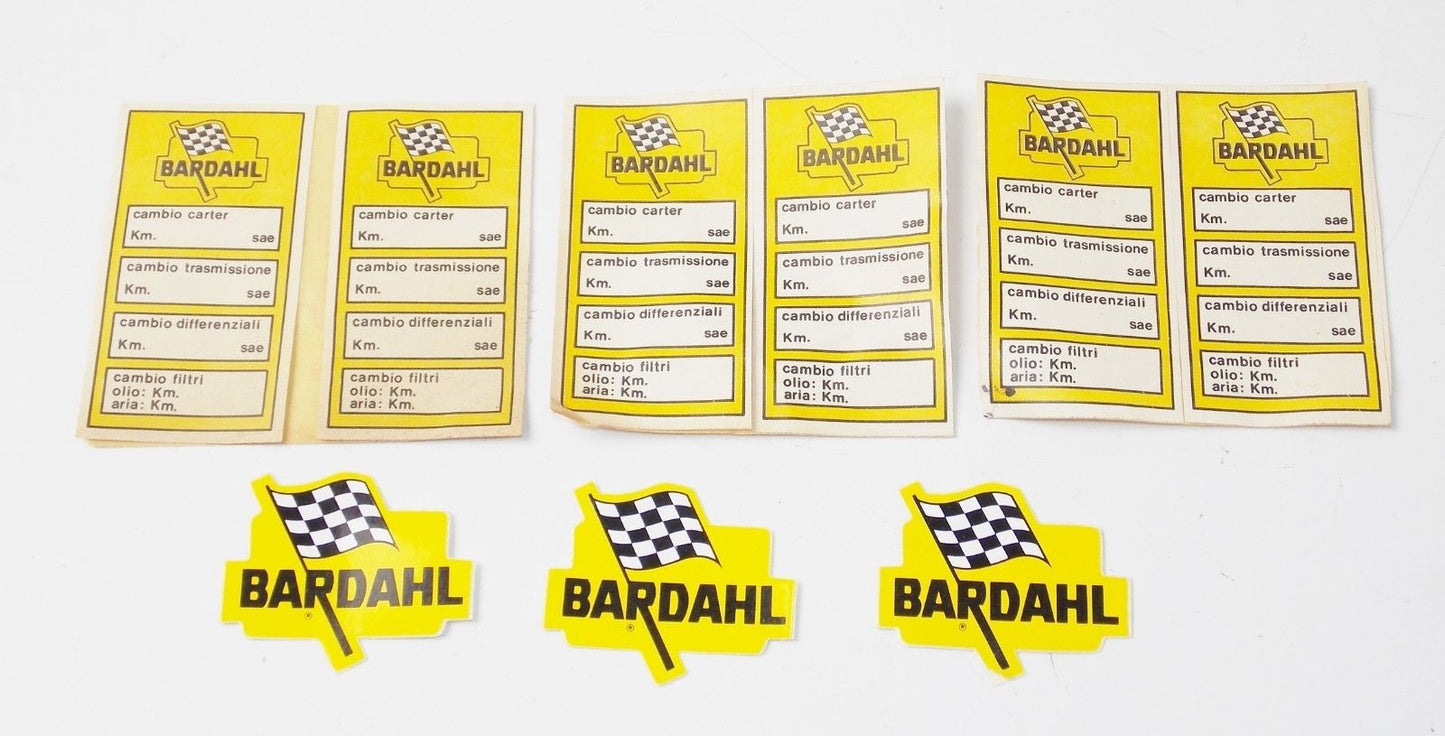 BARDAHL
cambio carter
Km. sae
cambio trasmissione
Km. sae
cambio differenziali
Km. sae
cambio filtri
olio: Km.
aria: Km.
BARDAHL
cambio carter
Km. sae
cambio trasmissione
Km. sae
cambio differenziali
Km. sae
cambio filtri
olio: Km.
aria: Km.
BARDAHL
cambio carter
Km. sae
cambio trasmissione
Km. sae
cambio differenziali
Km. sae
cambio filtri
olio: Km.
aria: Km.
BARDAHL
cambio carter
Km. sae
cambio trasmissione
Km. sae
cambio differenziali
Km. sae
cambio filtri
olio: Km.
aria: Km.
BARDAHL
cambio carter
Km. sae
cambio trasmissione
Km. sae
cambio differenziali
Km. sae
cambio filtri
olio: Km.
aria: Km.
BARDAHL
cambio carter
Km. sae
cambio trasmissione
Km. sae
cambio differenziali
Km. sae
cambio filtri
olio: Km.
aria: Km.
BARDAHL
®
BARDAHL
®
BARDAHL
®